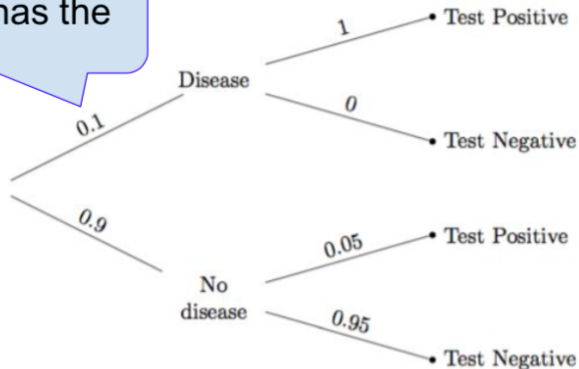 has the
1
Test Positive
Disease
0
0.1
Test Negative
0.9
0.05
Test Positive
No
disease
0.95
Test Negative